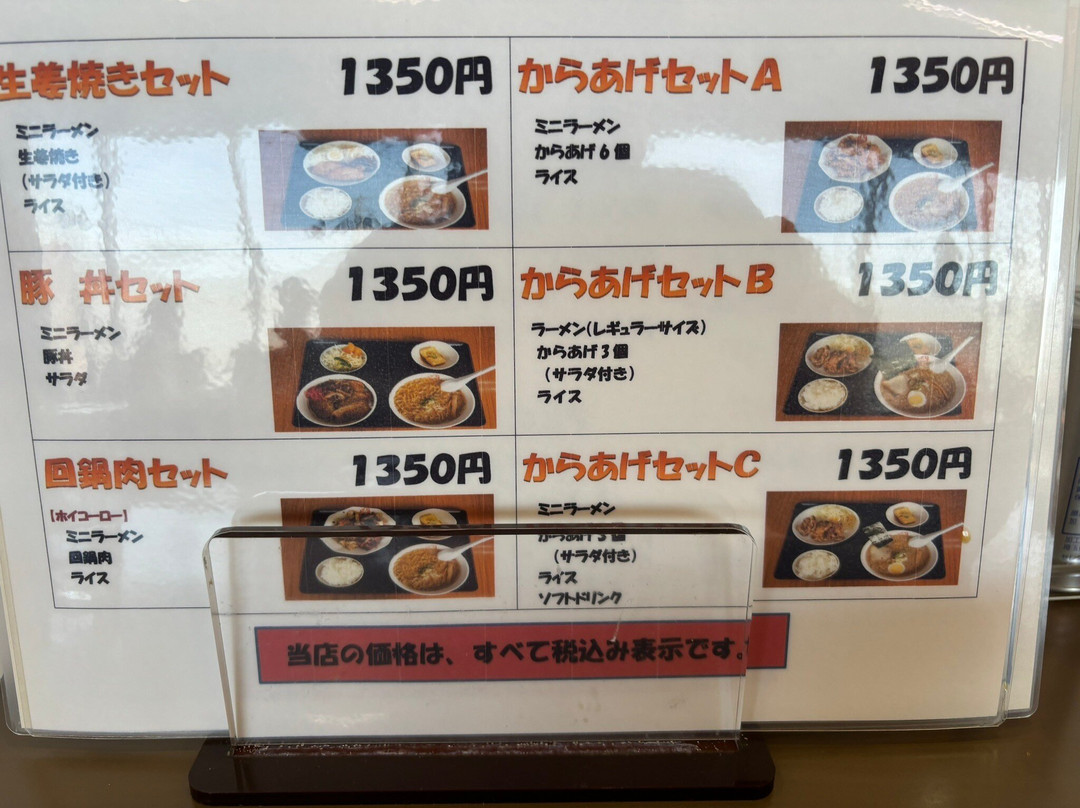 生姜焼きセット 1350円
ミニラーメン
生姜焼き
(サラダ付き)
ライス
からあげセットA 1350円
ミニラーメン
からあげ6個
ライス
豚 丼セット 1350円
ミニラーメン
豚丼
サラダ
からあげセットB 1350円
ラーメン(レギュラーサイズ)
からあげ3個
(サラダ付き)
ライス
回鍋肉セット 1350円
[ホイコーロー]
ミニラーメン
回鍋肉
ライス
からあげセットC 1350円
ミニラーメン
からあげ3個
(サラダ付き)
ライス
ソフトドリンク
当店の価格は、すべて税込み表示です。